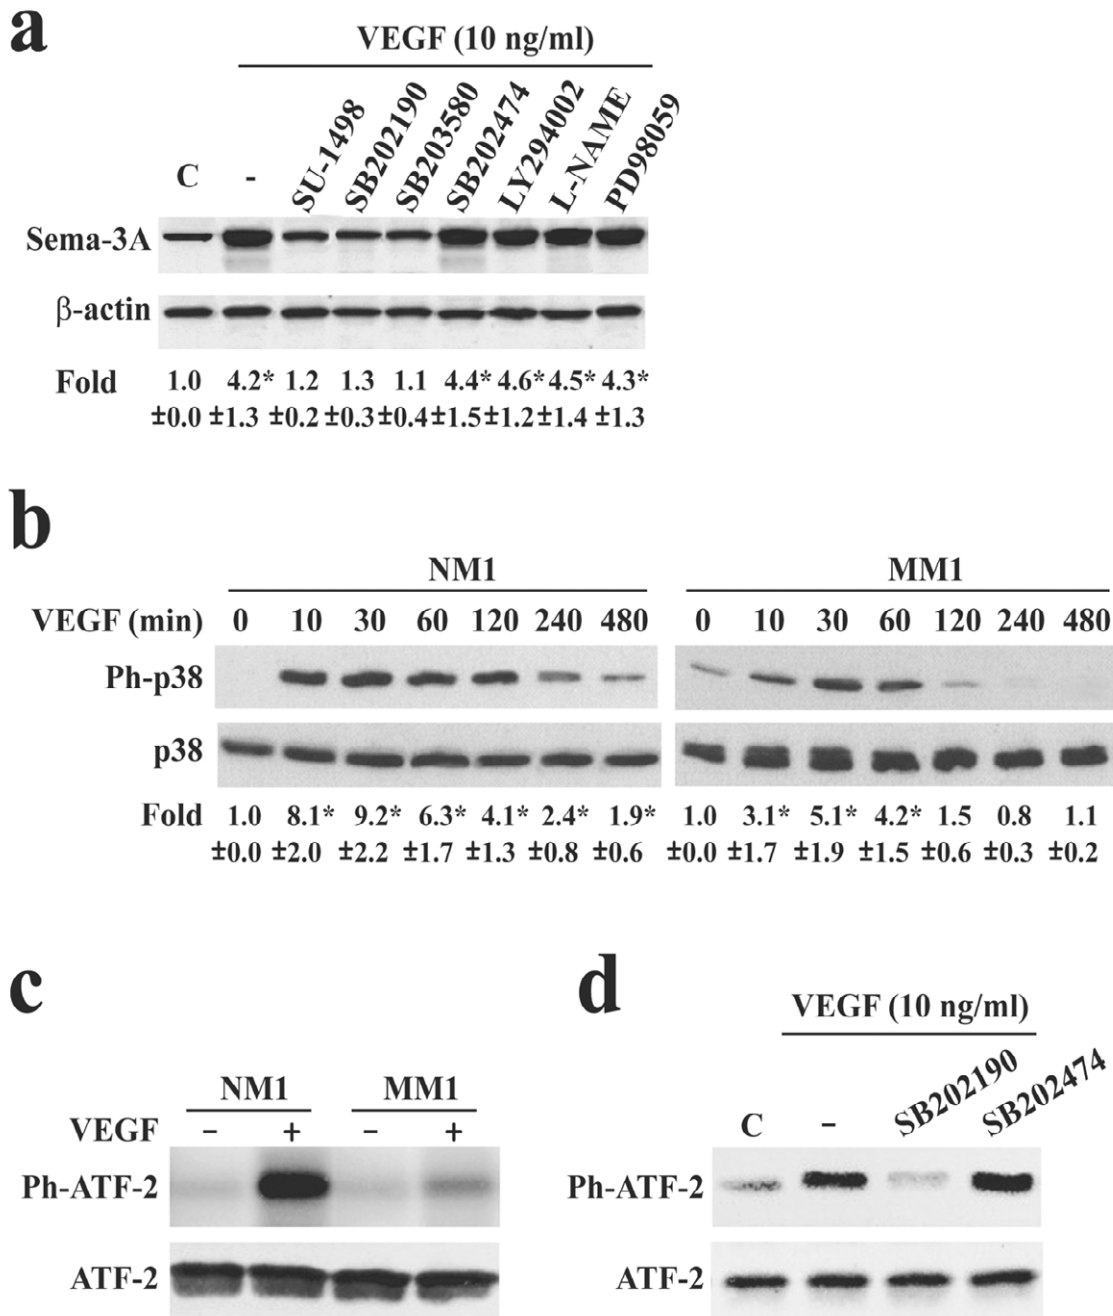 a
VEGF (10 ng/ml)
C - SU-1498 SB202190 SB203580 SB202474 LY294002 L-NAME PD98059
Sema-3A
β-actin
Fold 1.0 4.2* 1.2 1.3 1.1 4.4* 4.6* 4.5* 4.3*
±0.0 ±1.3 ±0.2 ±0.3 ±0.4 ±1.5 ±1.2 ±1.4 ±1.3
b
NM1 MM1
VEGF (min) 0 10 30 60 120 240 480 0 10 30 60 120 240 480
Ph-p38
p38
Fold 1.0 8.1* 9.2* 6.3* 4.1* 2.4* 1.9* 1.0 3.1* 5.1* 4.2* 1.5 0.8 1.1
±0.0 ±2.0 ±2.2 ±1.7 ±1.3 ±0.8 ±0.6 ±0.0 ±1.7 ±1.9 ±1.5 ±0.6 ±0.3 ±0.2
c
NM1 MM1
VEGF - + - +
Ph-ATF-2
ATF-2
d
VEGF (10 ng/ml)
C - SB202190 SB202474
Ph-ATF-2
ATF-2